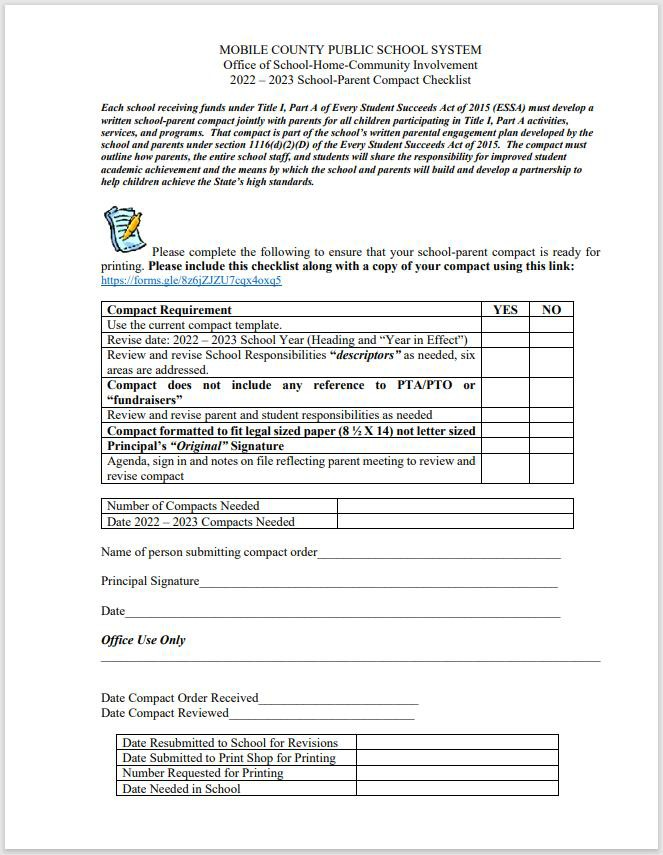 MOBILE COUNTY PUBLIC SCHOOL SYSTEM
Office of School-Home-Community Involvement
2022 – 2023 School-Parent Compact Checklist
Each school receiving funds under Title I, Part A of Every Student Succeeds Act of 2015 (ESSA) must develop a
written school-parent compact jointly with parents for all children participating in Title I, Part A activities,
services, and programs. That compact is part of the school's written parental engagement plan developed by the
school and parents under section 1116(d)(2)(D) of the Every Student Succeeds Act of 2015. The compact must
outline how parents, the entire school staff, and students will share the responsibility for improved student
academic achievement and the means by which the school and parents will build and develop a partnership to
help children achieve the State's high standards.
Please complete the following to ensure that your school-parent compact is ready for
printing. Please include this checklist along with a copy of your compact using this link:
https://forms.gle/8z6jZJZU7cqx4oxq5
Compact Requirement YES NO
Use the current compact template.
Revise date: 2022 – 2023 School Year (Heading and “Year in Effect”)
Review and revise School Responsibilities “descriptors” as needed, six
areas are addressed.
Compact does not include any reference to PTA/PTO or
“fundraisers”
Review and revise parent and student responsibilities as needed
Compact formatted to fit legal sized paper (8 ½ X 14) not letter sized
Principal's “Original” Signature
Agenda, sign in and notes on file reflecting parent meeting to review and
revise compact
Number of Compacts Needed
Date 2022 – 2023 Compacts Needed
Name of person submitting compact order
Principal Signature
Date
Office Use Only
Date Compact Order Received
Date Compact Reviewed
Date Resubmitted to School for Revisions
Date Submitted to Print Shop for Printing
Number Requested for Printing
Date Needed in School